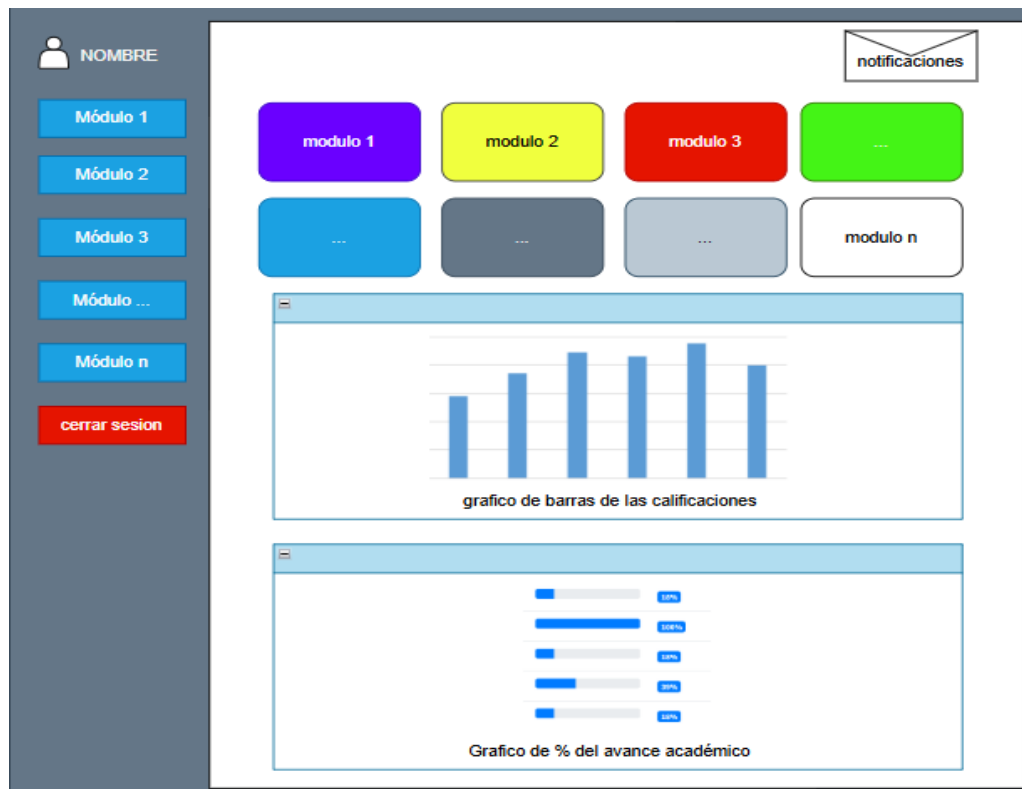 NOMBRE
notificaciones
Módulo 1
Módulo 2
Módulo 3
Módulo ...
Módulo n
cerrar sesion
modulo 1
modulo 2
modulo 3
...
...
...
...
modulo n
grafico de barras de las calificaciones
100%
39%
Grafico de % del avance académico